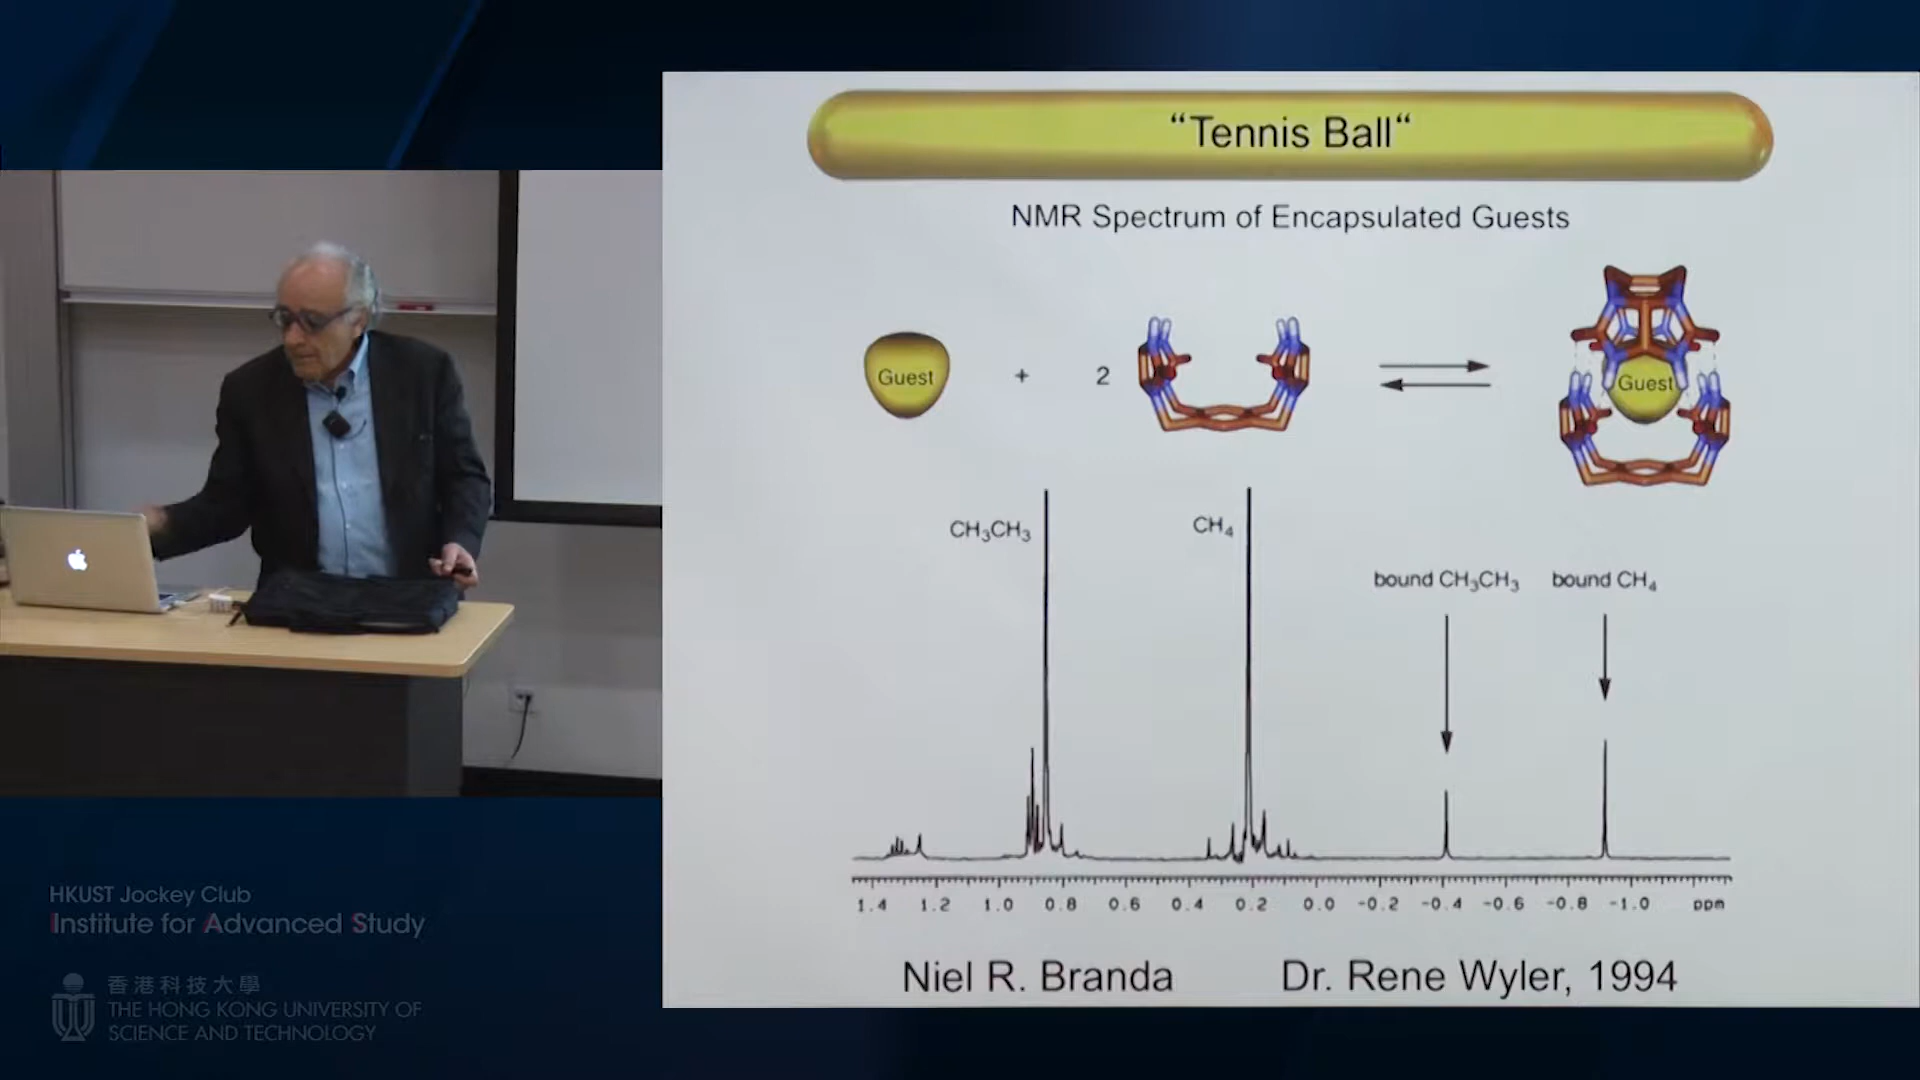 “Tennis Ball“
NMR Spectrum of Encapsulated Guests
Guest
+
2
Guest
CH₃CH₃
CH₄
bound CH₃CH₃
bound CH₄
1.4 1.2 1.0 0.8 0.6 0.4 0.2 0.0 -0.2 -0.4 -0.6 -0.8 -1.0 ppm
Niel R. Branda
Dr. Rene Wyler, 1994
HKUST Jockey Club
Institute for Advanced Study
香港科技大學
THE HONG KONG UNIVERSITY OF
SCIENCE AND TECHNOLOGY